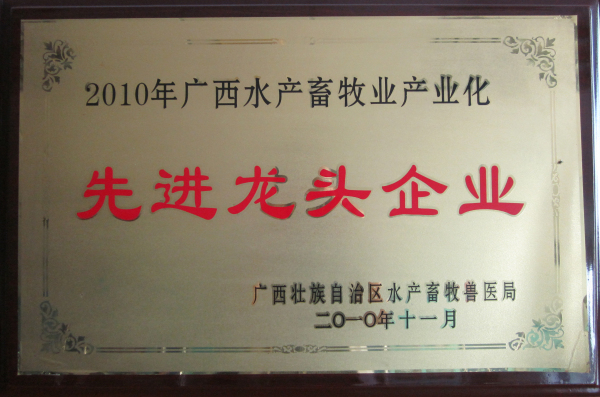 2010年广西水产畜牧业产业化
先进龙头企业
广西壮族自治区水产畜牧兽医局
二〇一〇年十一月